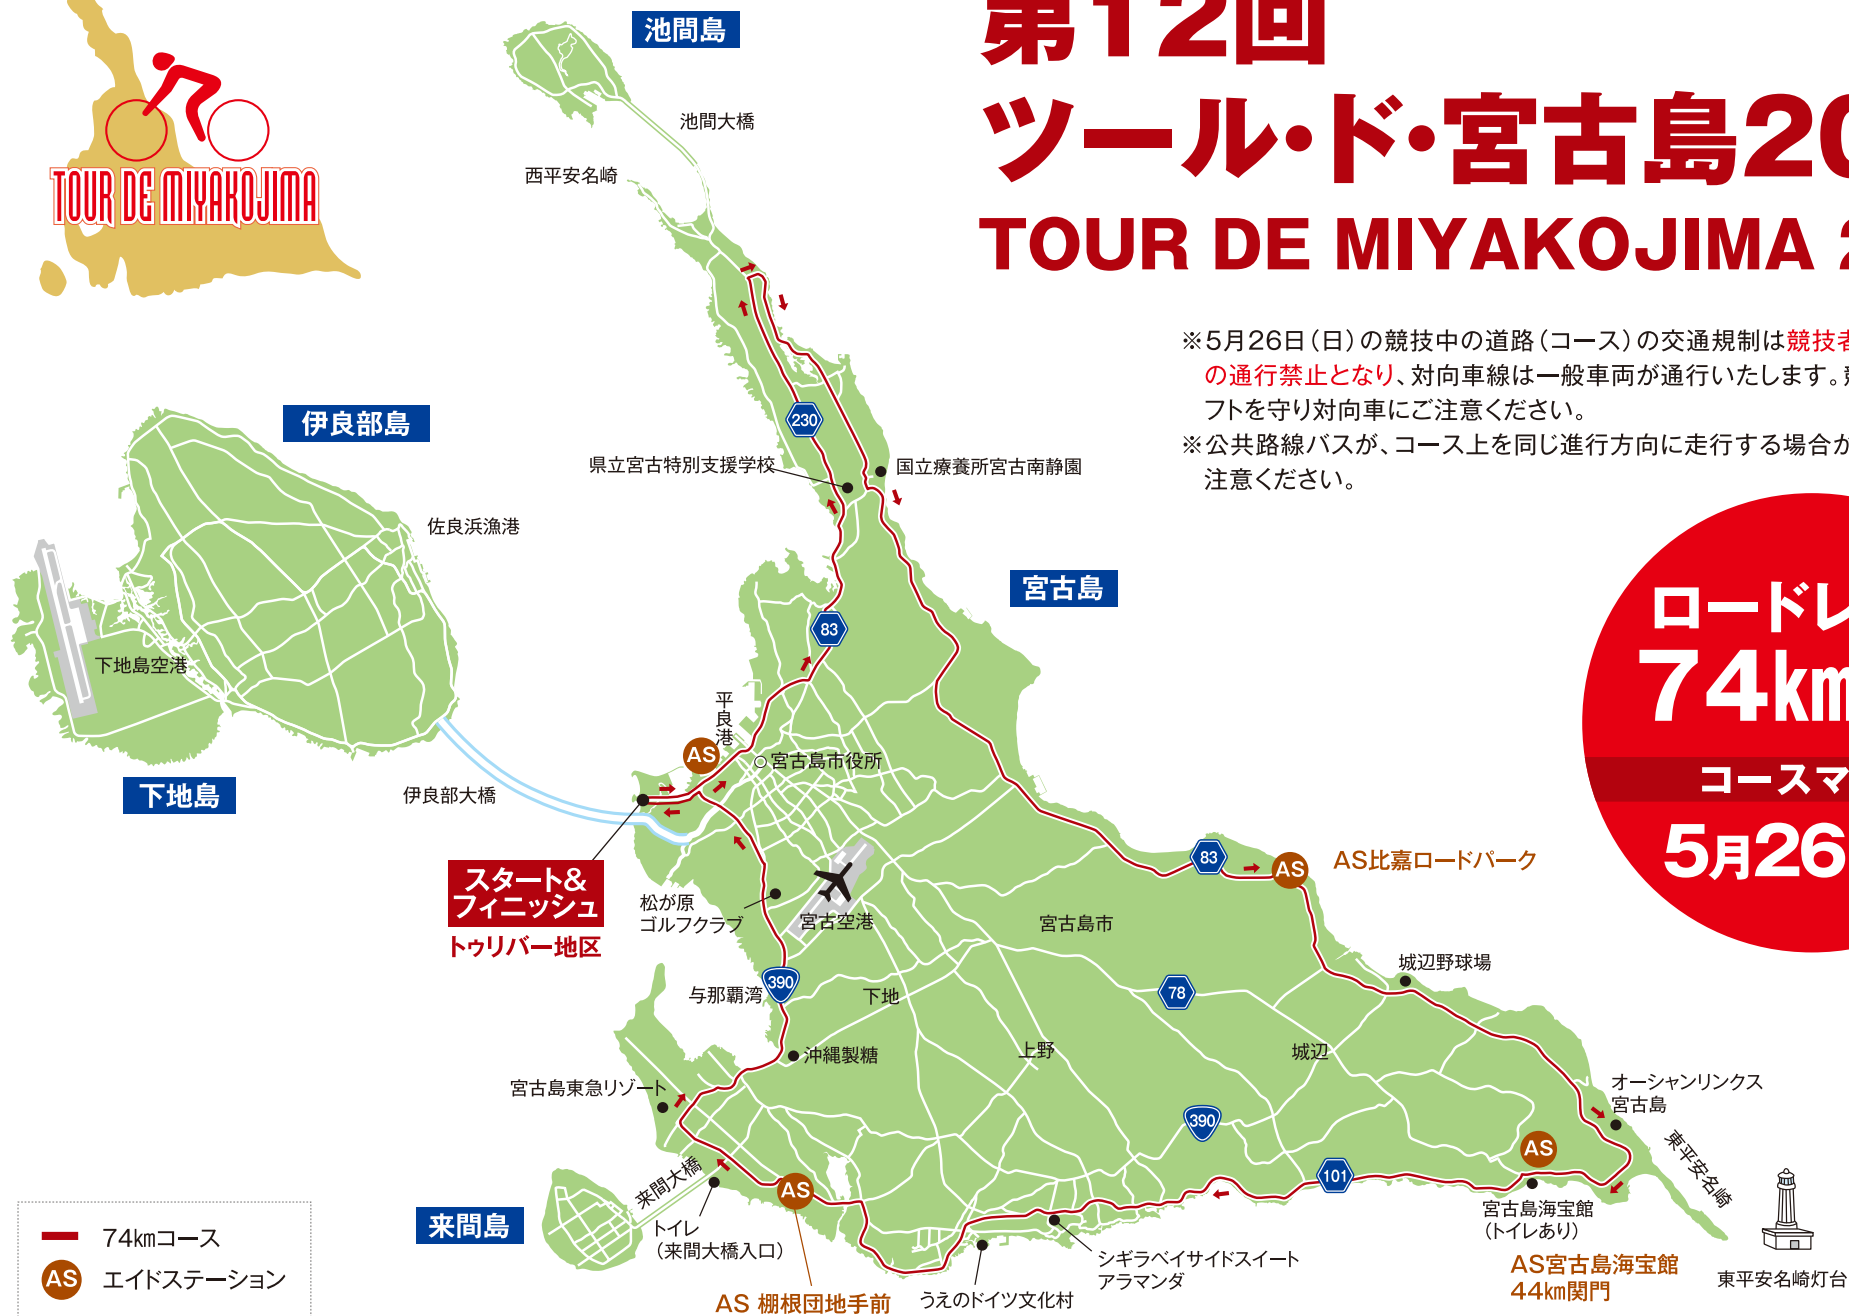 第12回
ツール・ド・宮古島20
TOUR DE MIYAKOJIMA
TOUR DE MIYAKOJIMA
※5月26日(日)の競技中の道路(コース)の交通規制は競技者
の通行禁止となり、対向車線は一般車両が通行いたします。
フトを守り対向車にご注意ください。
※公共路線バスが、コース上を同じ進行方向に走行する場合が
注意ください。
ロードレ
74km
コースマ
5月26
池間島
池間大橋
西平安名崎
230
県立宮古特別支援学校
国立療養所宮古南静園
伊良部島
佐良浜漁港
下地島空港
下地島
伊良部大橋
宮古島
83
平良港
AS
宮古島市役所
スタート&
フィニッシュ
トゥリバー地区
松が原
ゴルフクラブ
宮古空港
83
AS
AS比嘉ロードパーク
宮古島市
城辺野球場
390
与那覇湾
下地
78
沖縄製糖
上野
城辺
宮古島東急リゾート
オーシャンリンクス
宮古島
390
AS
東平安名崎
101
来間大橋
AS
来間島
トイレ
(来間大橋入口)
宮古島海宝館
(トイレあり)
AS宮古島海宝館
44km関門
東平安名崎灯台
シギラベイサイドスイート
アラマンダ
うえのドイツ文化村
AS 棚根団地手前
74kmコース
AS エイドステーション